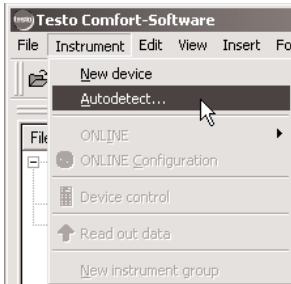 testo Testo Comfort-Software
File Instrument Edit View Insert Fo
New device
Autodetect...
File
ONLINE
ONLINE Configuration
Device control
Read out data
New instrument group